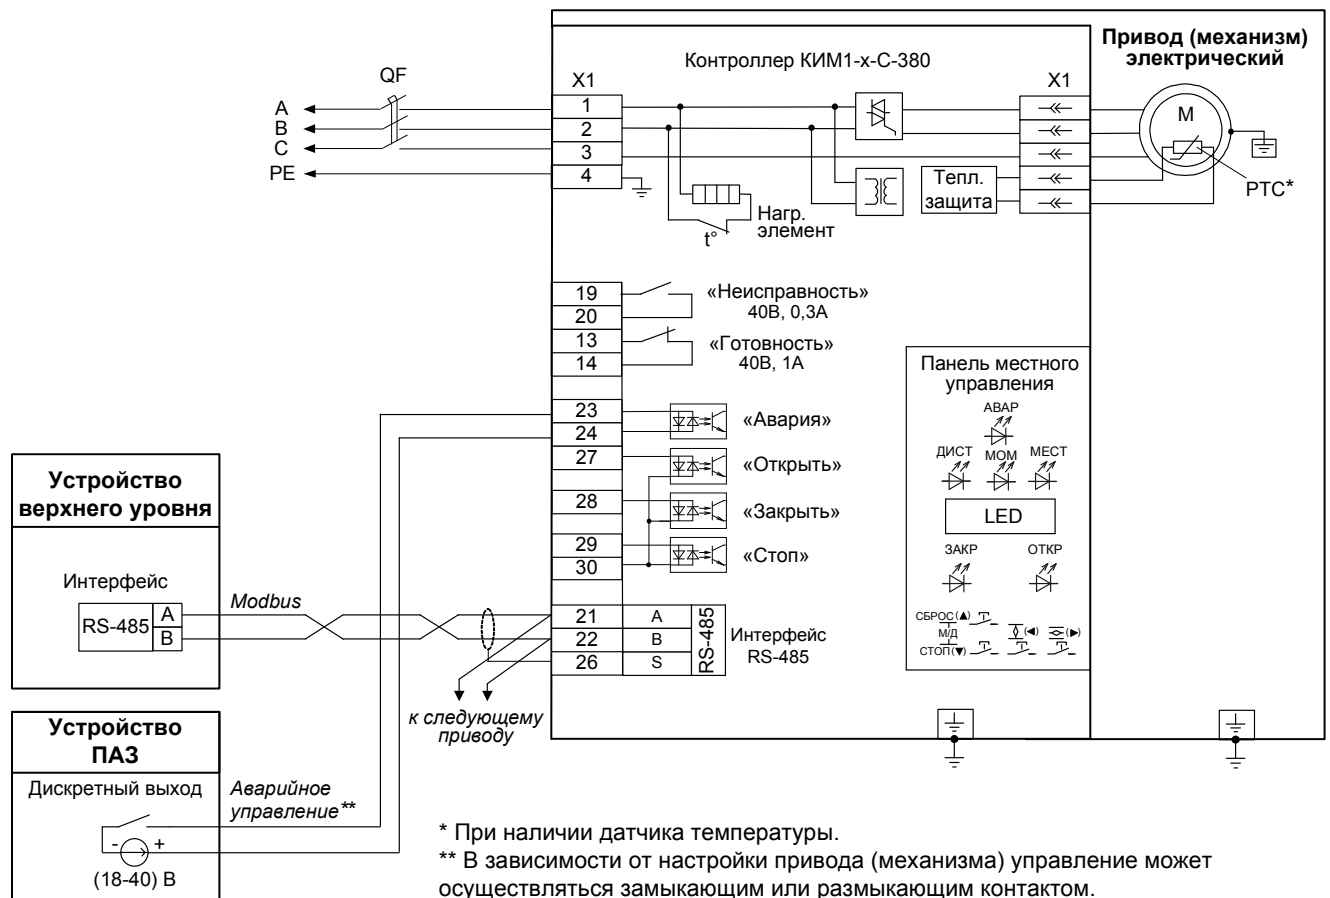 Контроллер КИМ1-х-С-380
Привод (механизм)
электрический
QF
X1
X1
A
B
C
PE
1
2
3
4
M
Тепл.
защита
PTC*
Нагр.
элемент
t°
19
20
13
14
«Неисправность»
40В, 0,3А
«Готовность»
40В, 1А
23
24
27
28
29
30
«Авария»
«Открыть»
«Закрыть»
«Стоп»
21
22
26
A
B
S
RS-485
Интерфейс
RS-485
Панель местного
управления
АВАР
ДИСТ
МОМ
МЕСТ
LED
ЗАКР
ОТКР
СБРОС(▲)
М/Д
СТОП(▼)
(◄)
(►)
Устройство
верхнего уровня
Интерфейс
RS-485
A
B
Modbus
к следующему
приводу
Устройство
ПАЗ
Дискретный выход
- +
(18-40) В
Аварийное
управление**
* При наличии датчика температуры.
** В зависимости от настройки привода (механизма) управление может
осуществляться замыкающим или размыкающим контактом.